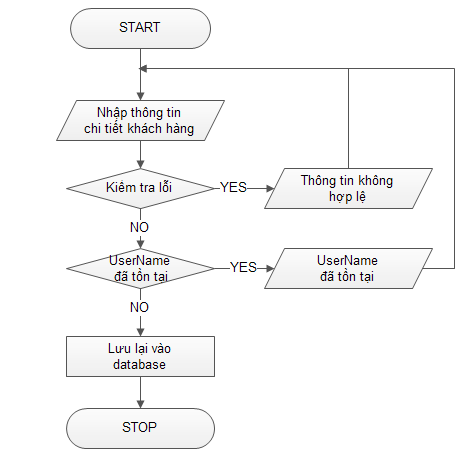 START
Nhập thông tin
chi tiết khách hàng
Kiểm tra lỗi
YES
Thông tin không
hợp lệ
NO
UserName
đã tồn tại
YES
UserName
đã tồn tại
NO
Lưu lại vào
database
STOP